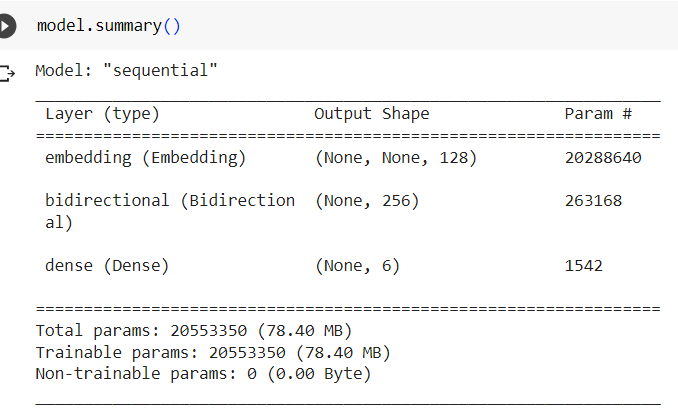 model.summary()
Model: "sequential"
Layer (type) Output Shape Param #
=================================================================
embedding (Embedding) (None, None, 128) 20288640
bidirectional (Bidirection (None, 256) 263168
al)
dense (Dense) (None, 6) 1542
=================================================================
Total params: 20553350 (78.40 MB)
Trainable params: 20553350 (78.40 MB)
Non-trainable params: 0 (0.00 Byte)